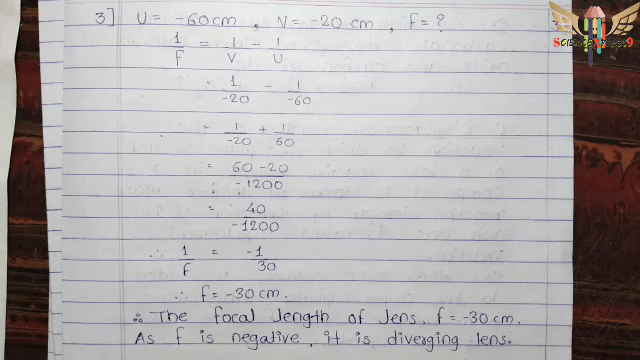 3] U = -60 cm , V = -20 cm , f = ?
1/f = 1/V - 1/U
= 1/-20 - 1/-60
∴ = 1/-20 + 1/60
= 60 - 20/-1200
= 40/-1200
∴ 1/f = -1/30
∴ f = -30 cm.
∴ The focal length of lens, f = -30 cm.
As f is negative, it is diverging lens.